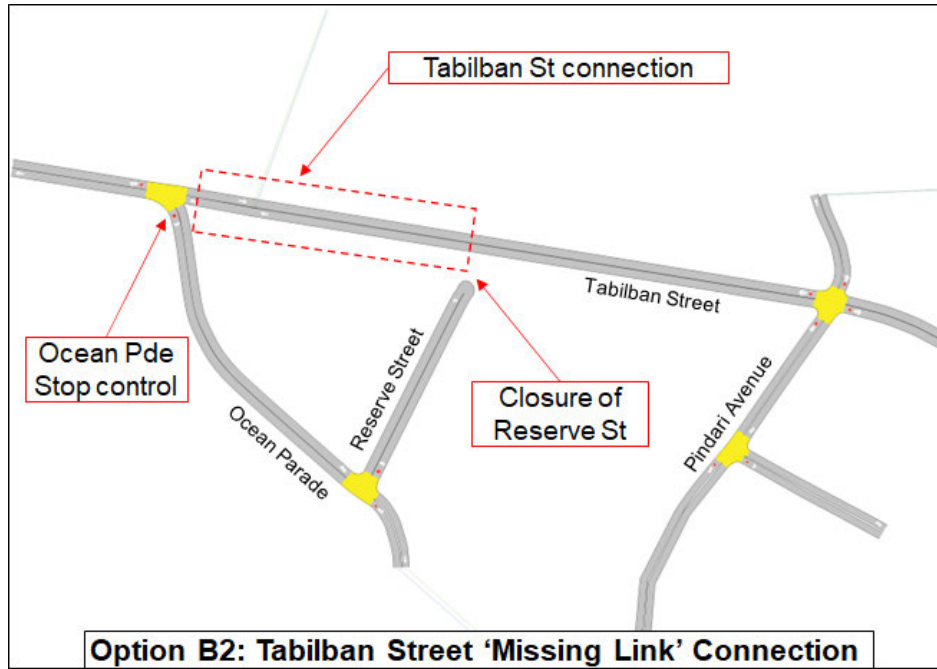 Tabilban St connection
Tabilban Street
Ocean Pde
Stop control
Reserve Street
Closure of
Reserve St
Ocean Parade
Pindari Avenue
Option B2: Tabilban Street ‘Missing Link’ Connection